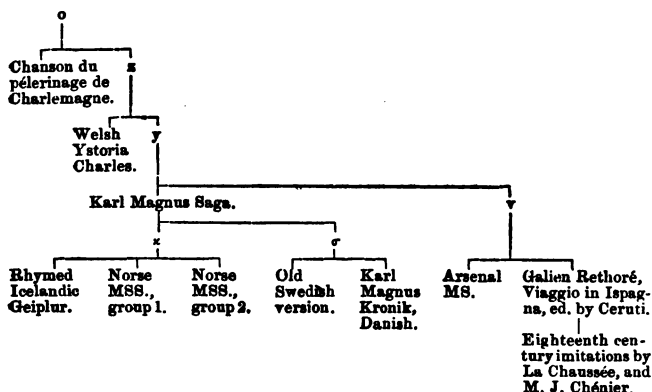 o
Chanson du
pélerinage de
Charlemagne.
z
Welsh
Ystoria
Charles.
y
Karl Magnus Saga.
v
x
σ
Rhymed
Icelandic
Geiplur.
Norse
MSS.,
group 1.
Norse
MSS.,
group 2.
Old
Swedish
version.
Karl
Magnus
Kronik,
Danish.
Arsenal
MS.
Galien Rethoré,
Viaggio in Ispag-
na, ed. by Ceruti.
Eighteenth cen-
tury imitations by
La Chaussée, and
M. J. Chénier.